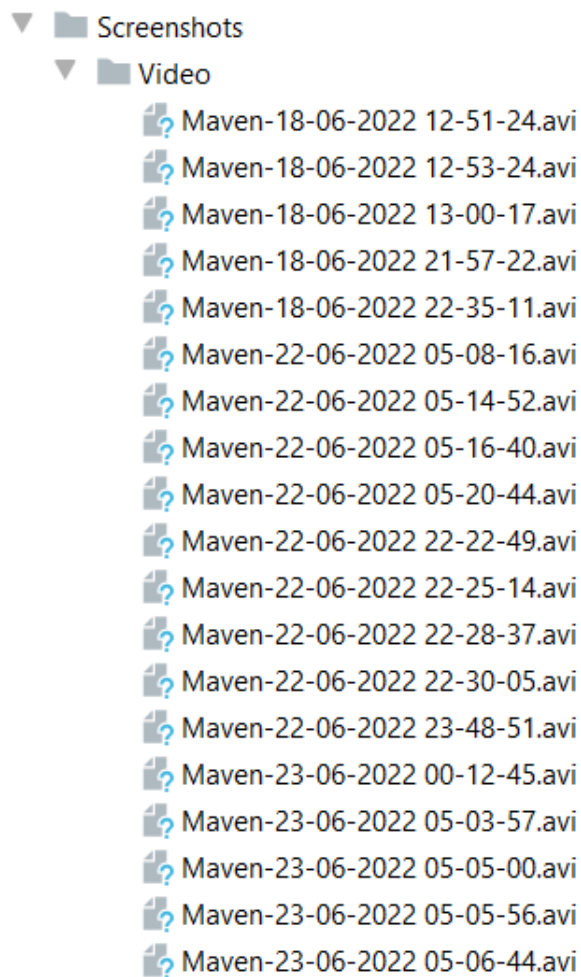 Screenshots
Video
Maven-18-06-2022 12-51-24.avi
Maven-18-06-2022 12-53-24.avi
Maven-18-06-2022 13-00-17.avi
Maven-18-06-2022 21-57-22.avi
Maven-18-06-2022 22-35-11.avi
Maven-22-06-2022 05-08-16.avi
Maven-22-06-2022 05-14-52.avi
Maven-22-06-2022 05-16-40.avi
Maven-22-06-2022 05-20-44.avi
Maven-22-06-2022 22-22-49.avi
Maven-22-06-2022 22-25-14.avi
Maven-22-06-2022 22-28-37.avi
Maven-22-06-2022 22-30-05.avi
Maven-22-06-2022 23-48-51.avi
Maven-23-06-2022 00-12-45.avi
Maven-23-06-2022 05-03-57.avi
Maven-23-06-2022 05-05-00.avi
Maven-23-06-2022 05-05-56.avi
Maven-23-06-2022 05-06-44.avi